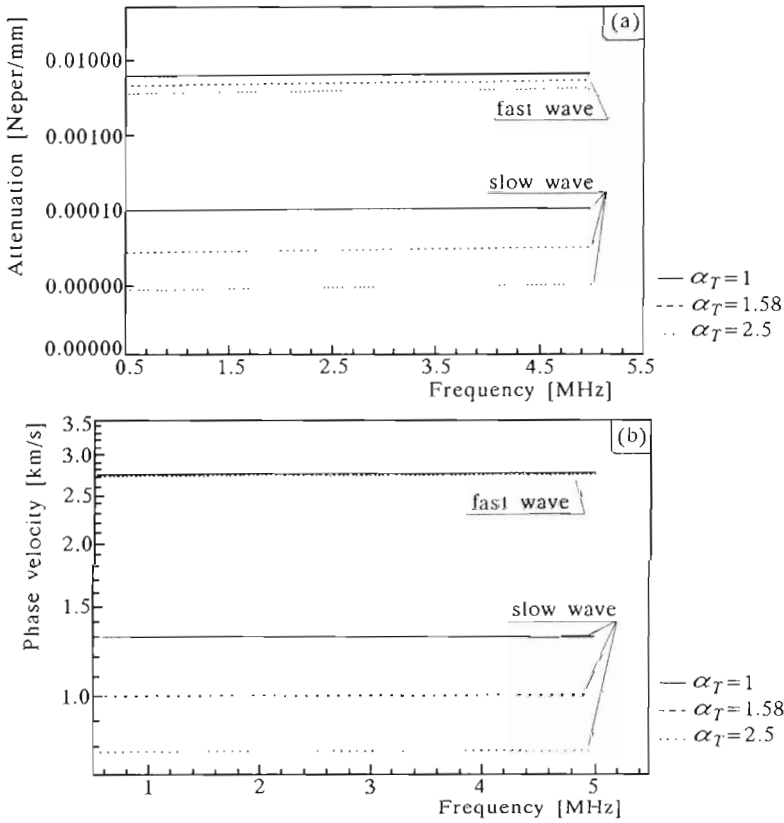 (a)
Attenuation [Neper/mm]
0.01000
0.00100
0.00010
0.00000
0.00000
fast wave
slow wave
0.5 1.5 2.5 3.5 4.5 5.5
Frequency [MHz]
α_T=1
α_T=1.58
α_T=2.5
(b)
Phase velocity [km/s]
3.5
3.0
2.5
2.0
1.5
1.0
fast wave
slow wave
1 2 3 4 5
Frequency [MHz]
α_T=1
α_T=1.58
α_T=2.5